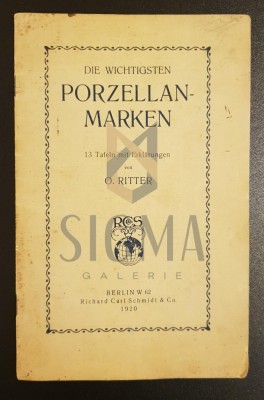 DIE WICHTIGSTEN
PORZELLAN-
MARKEN
13 Tafeln mit Erklärungen
von
O. RITTER
RCS
SIGMA
GALERIE
BERLIN W 62
Richard Carl Schmidt & Co.
1920